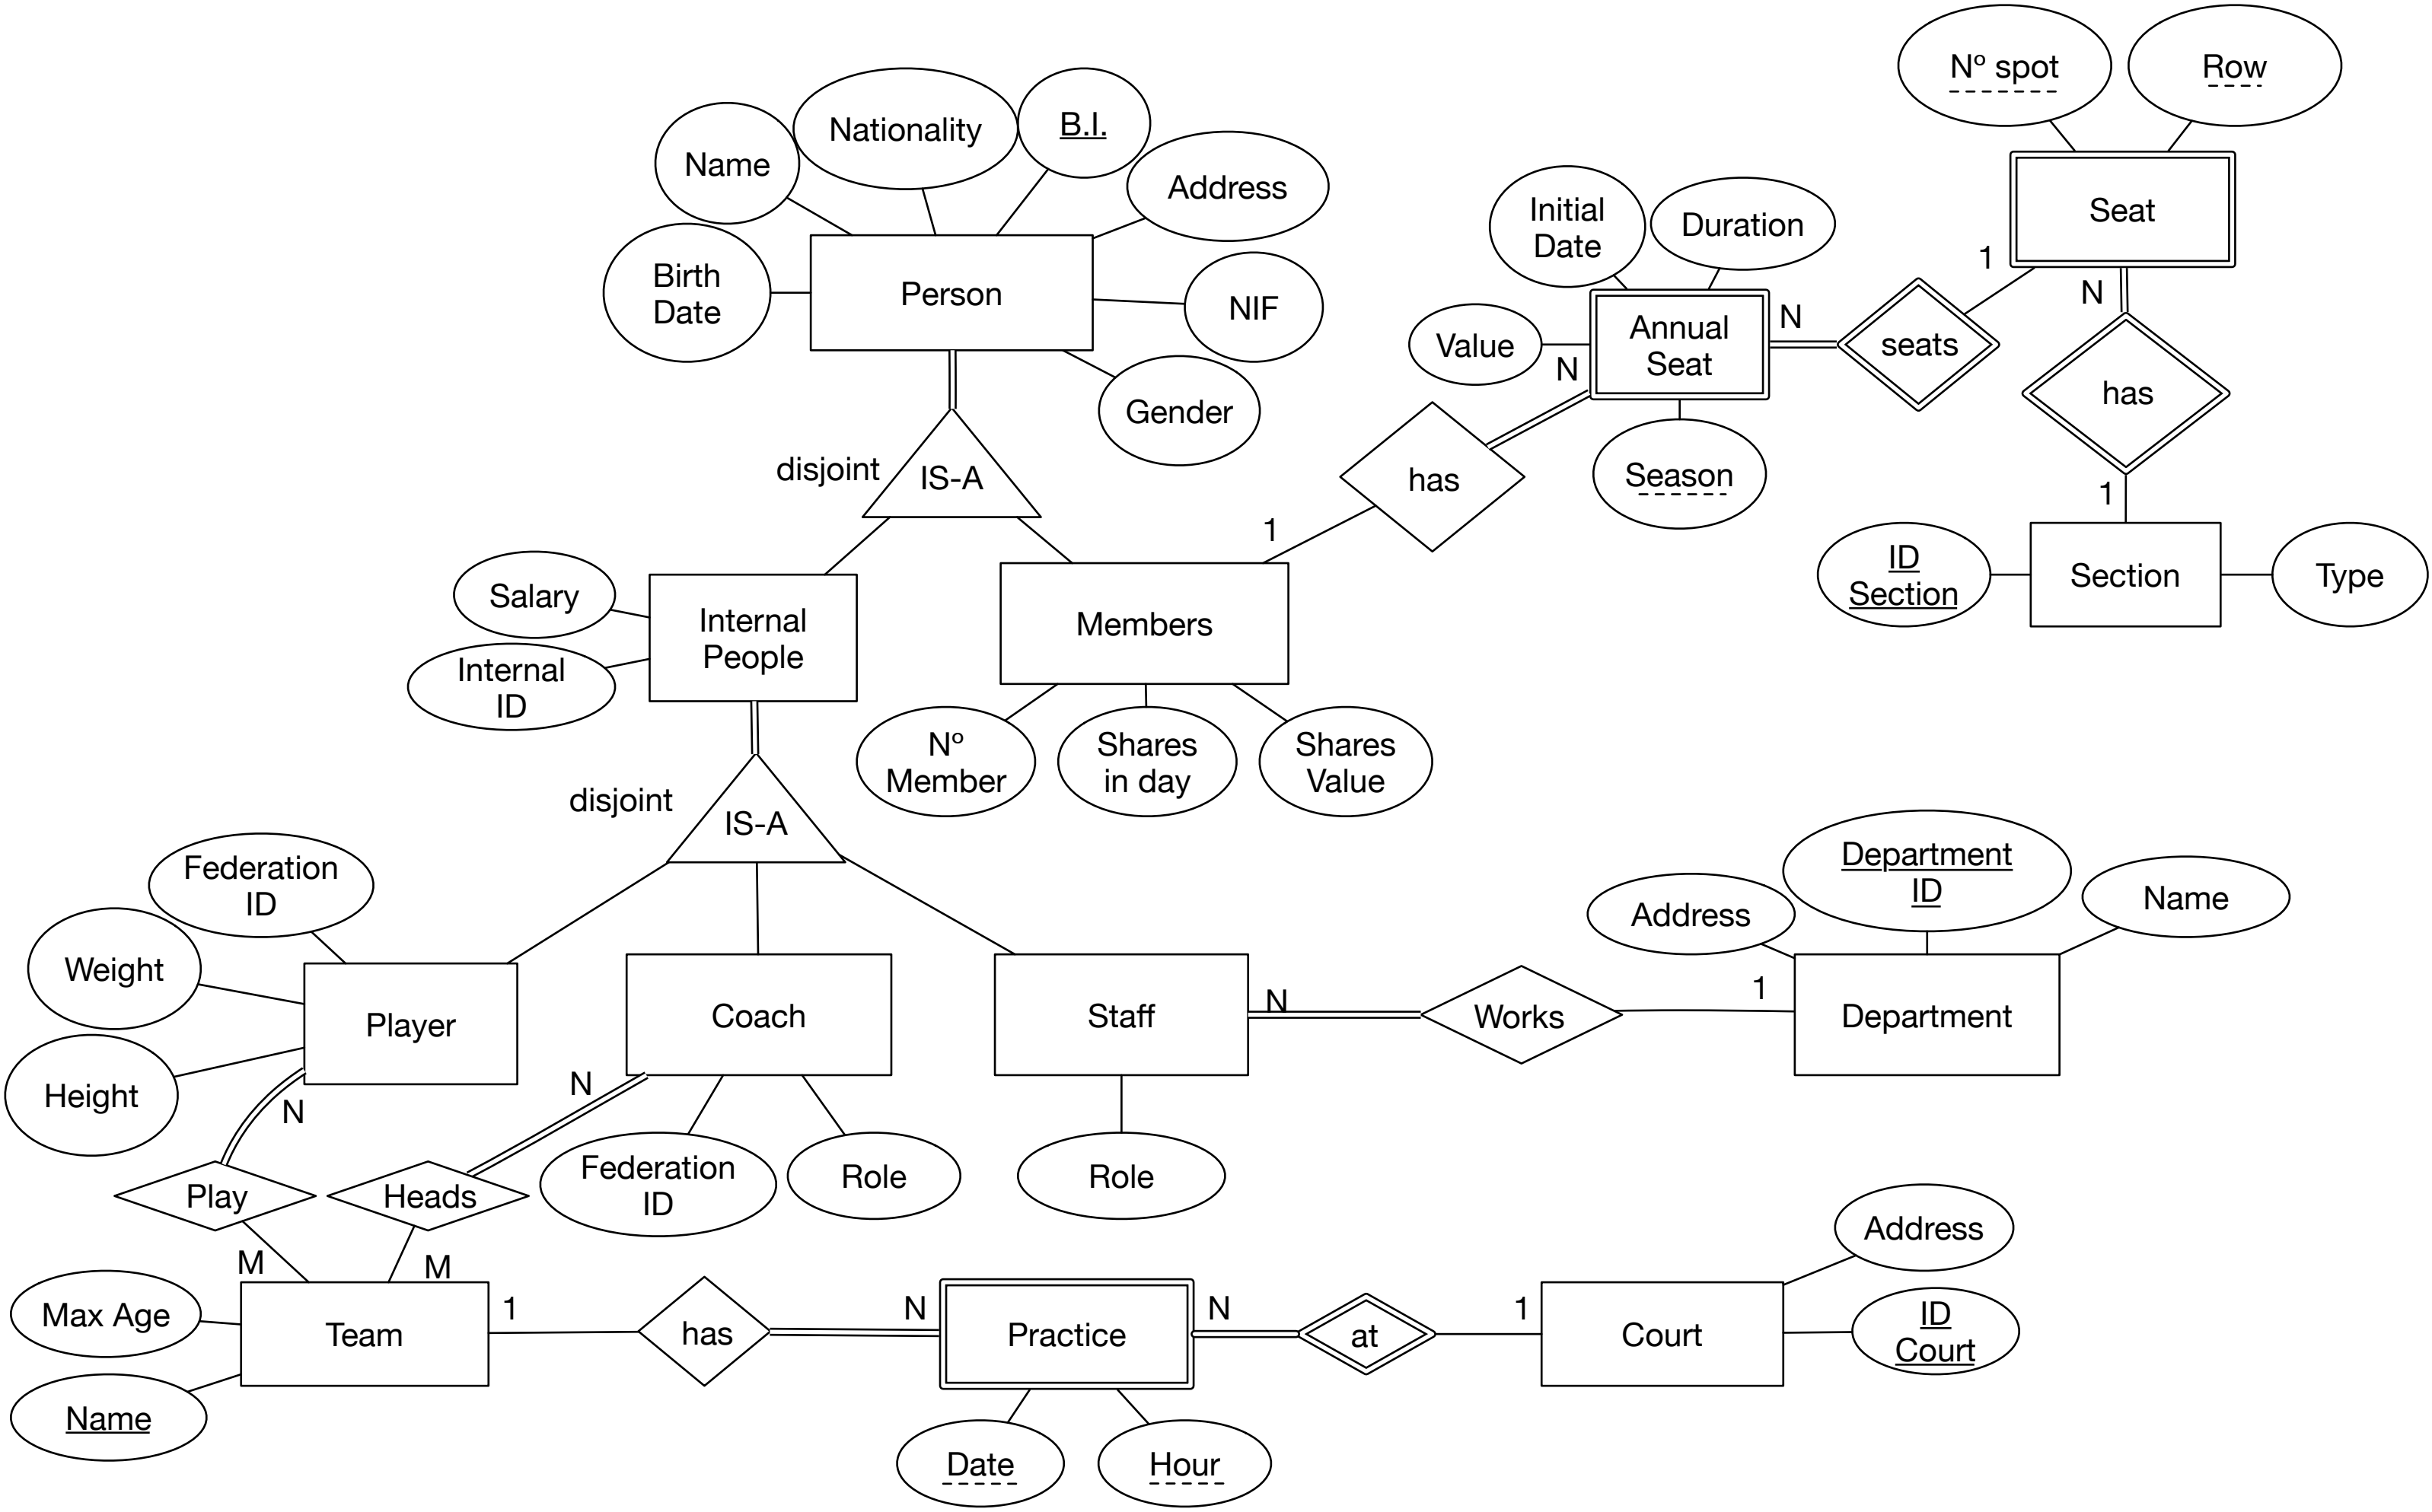 Nº spot
Row
Nationality
B.I.
Name
Address
Initial
Date
Duration
Seat
Birth
Date
Person
NIF
1
N
Value
Annual
Seat
N
seats
N
has
Gender
disjoint
IS-A
has
Season
1
1
Salary
Internal
People
Members
ID
Section
Section
Type
Internal
ID
Nº
Member
Shares
in day
Shares
Value
disjoint
IS-A
Federation
ID
Department
ID
Address
Name
Weight
Player
Coach
Staff
N
Works
1
Department
Height
N
N
Play
Heads
Federation
ID
Role
Role
M
M
Address
Max Age
Team
1
has
N
Practice
N
at
1
Court
ID
Court
Name
Date
Hour